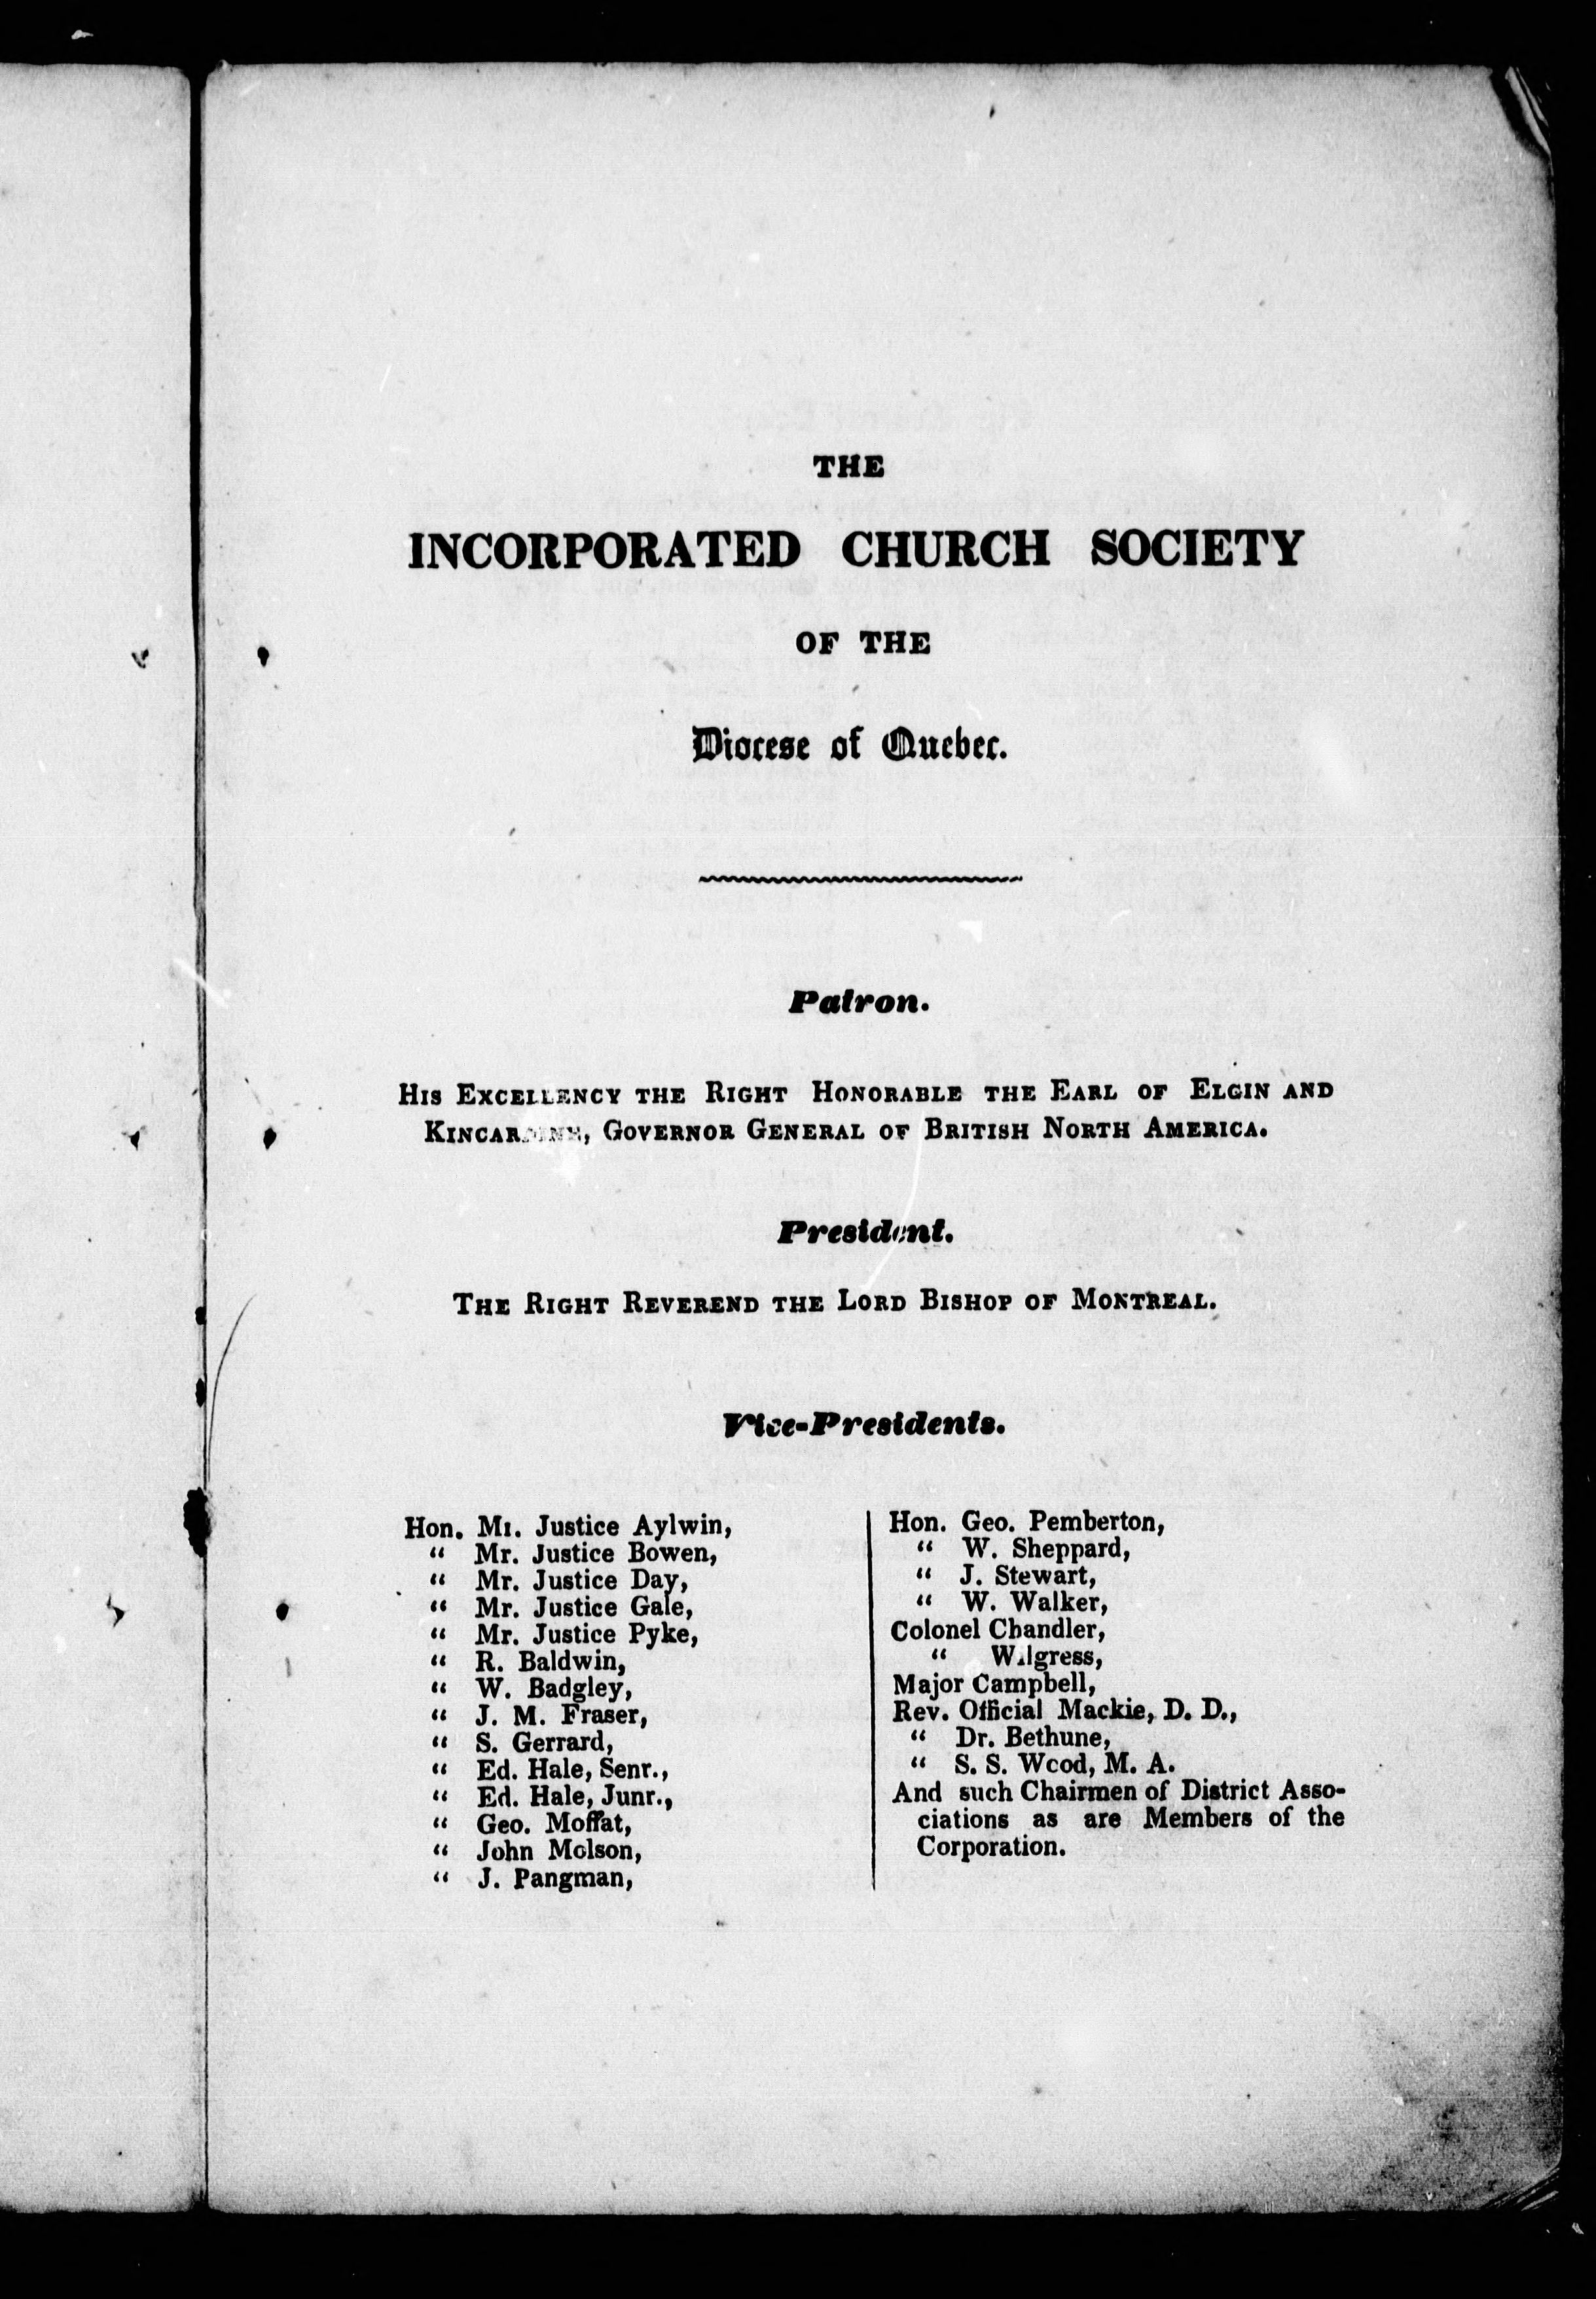 THE
INCORPORATED CHURCH SOCIETY
OF THE
Diocese of Quebec.
Patron.
HIS EXCELLENCY THE RIGHT HONORABLE THE EARL OF ELGIN AND
KINCARDINE, GOVERNOR GENERAL OF BRITISH NORTH AMERICA.
President.
THE RIGHT REVEREND THE LORD BISHOP OF MONTREAL.
Vice-Presidents.
Hon. Mr. Justice Aylwin,
“ Mr. Justice Bowen,
“ Mr. Justice Day,
“ Mr. Justice Gale,
“ Mr. Justice Pyke,
“ R. Baldwin,
“ W. Badgley,
“ J. M. Fraser,
“ S. Gerrard,
“ Ed. Hale, Senr.,
“ Ed. Hale, Junr.,
“ Geo. Moffat,
“ John Molson,
“ J. Pangman,
Hon. Geo. Pemberton,
“ W. Sheppard,
“ J. Stewart,
“ W. Walker,
Colonel Chandler,
“ Wilgress,
Major Campbell,
Rev. Official Mackie, D. D.,
“ Dr. Bethune,
“ S. S. Wood, M. A.
And such Chairmen of District Asso-
ciations as are Members of the
Corporation.